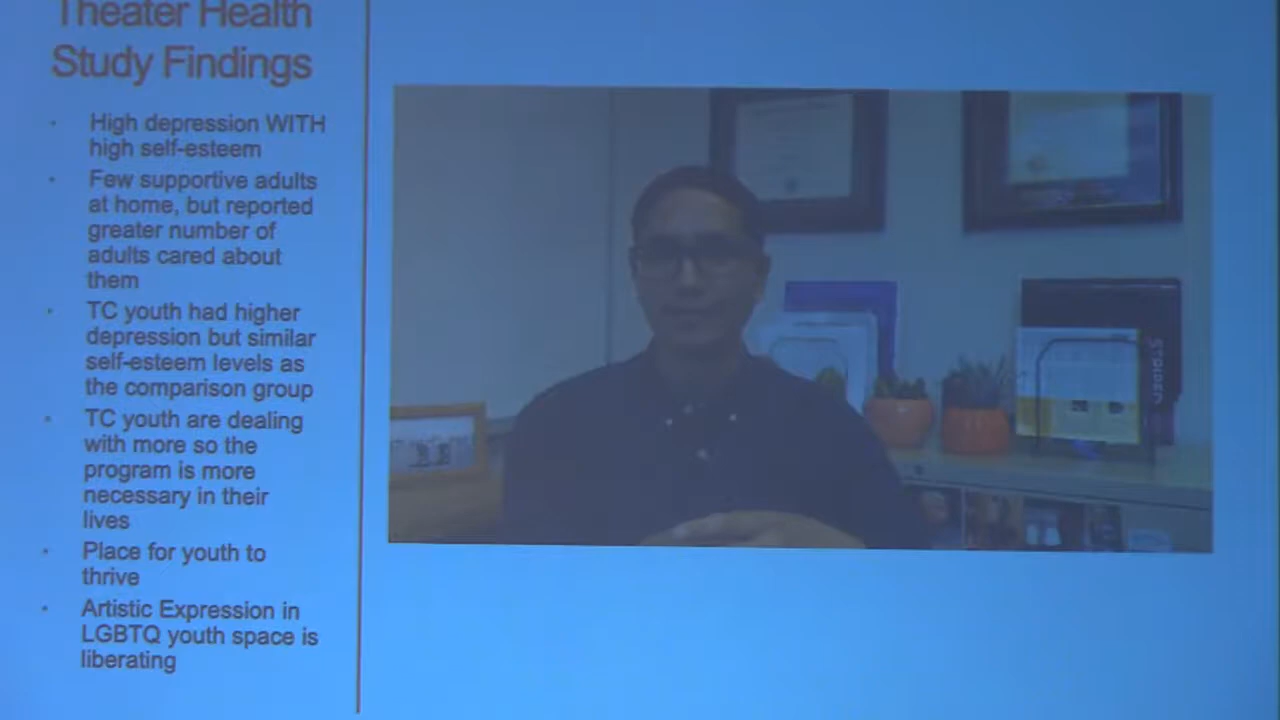 Theater Health
Study Findings
High depression WITH
high self-esteem
Few supportive adults
at home, but reported
greater number of
adults cared about
them
TC youth had higher
depression but similar
self-esteem levels as
the comparison group
TC youth are dealing
with more so the
program is more
necessary in their
lives
Place for youth to
thrive
Artistic Expression in
LGBTQ youth space is
liberating